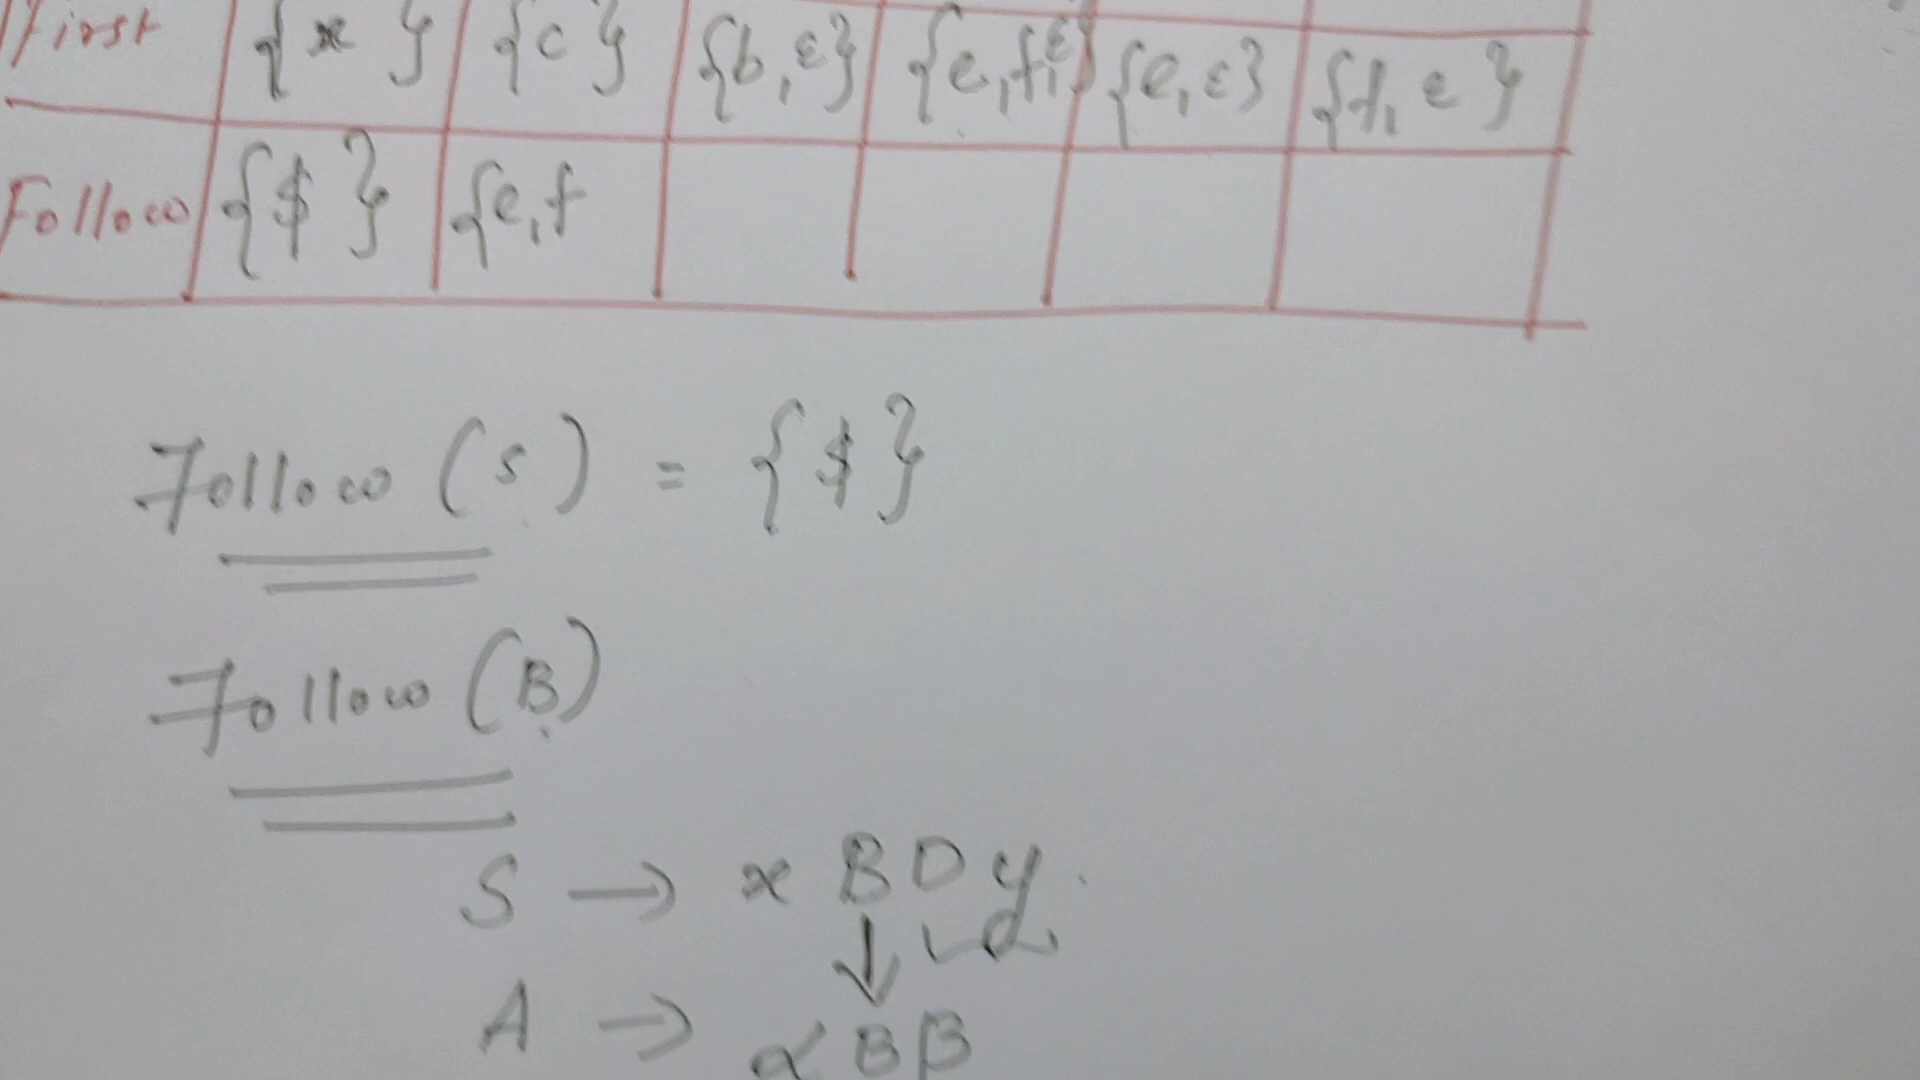 First {x} {c} {b,ε} {e,f,ε} {e,ε} {f,ε}
Follow {$} {e,f
Follow (S) = {$}
Follow (B)
S → x B D y
A → α B β